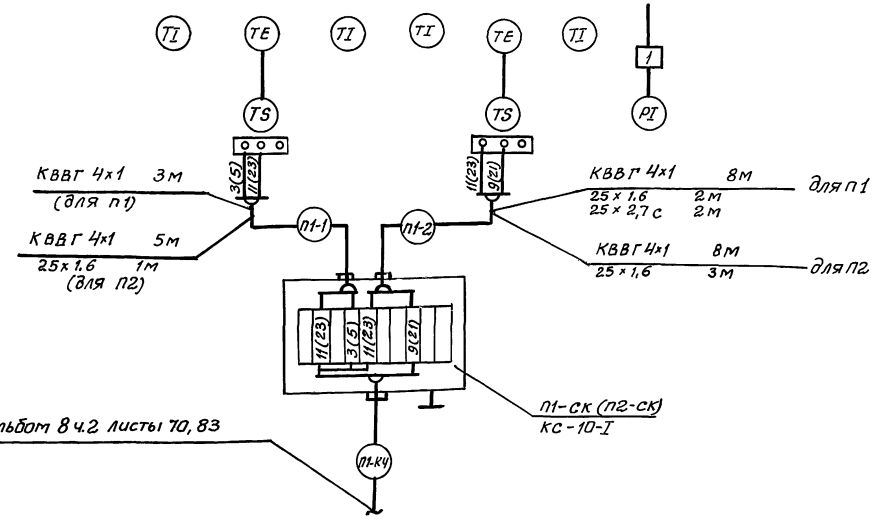 TI
TE
TI
TI
TE
TI
1
TS
TS
PI
3(5)
11(23)
11(23)
9(21)
КВВГ 4×1 3м
(для п1)
КВВГ 4×1 5м
25×1.6 1м
(для п2)
КВВГ 4×1 8м
25×1,6 2м
25×2,7с 2м
для п1
КВВГ 4×1 8м
25×1,6 3м
для п2
П1-1
П1-2
11(23)
3(5)
11(23)
9(21)
П1-СК (П2-СК)
КС-10-I
льбом 8 ч.2 листы 70, 83
П1-К4